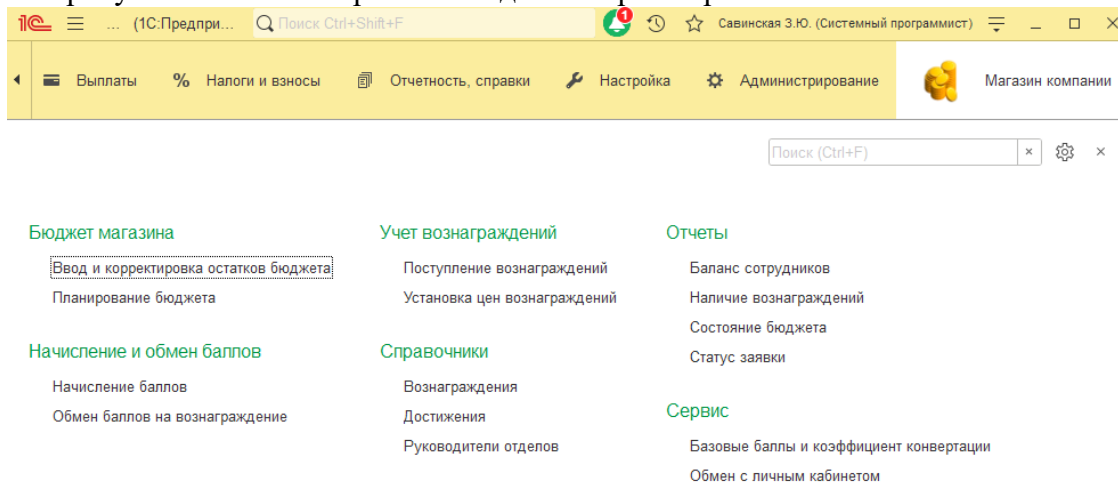 ... (1С:Предпри... Поиск Ctrl+Shift+F 1 Савинская З.Ю. (Системный программист)
Выплаты % Налоги и взносы Отчетность, справки Настройка Администрирование Магазин компании
Поиск (Ctrl+F) × ×
Бюджет магазина
Ввод и корректировка остатков бюджета
Планирование бюджета
Начисление и обмен баллов
Начисление баллов
Обмен баллов на вознаграждение
Учет вознаграждений
Поступление вознаграждений
Установка цен вознаграждений
Справочники
Вознаграждения
Достижения
Руководители отделов
Отчеты
Баланс сотрудников
Наличие вознаграждений
Состояние бюджета
Статус заявки
Сервис
Базовые баллы и коэффициент конвертации
Обмен с личным кабинетом